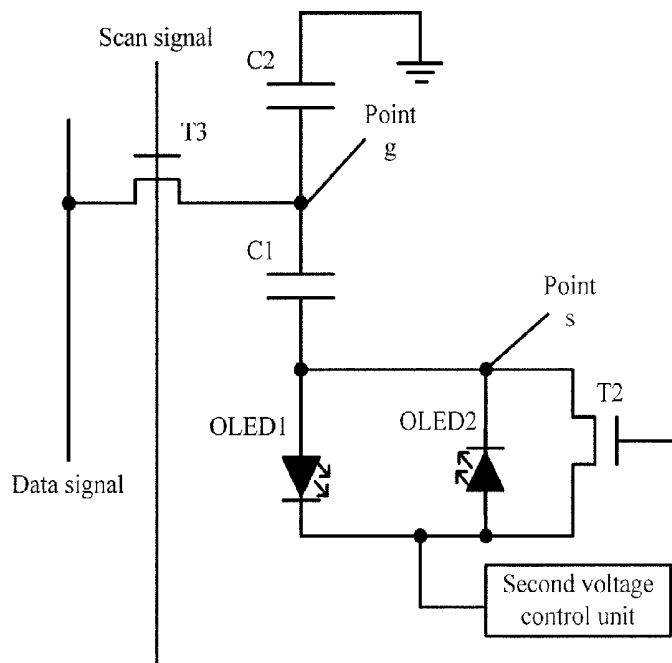 Scan signal
C2
T3
Point
g
C1
Point
s
T2
OLED1
OLED2
Data signal
Second voltage
control unit